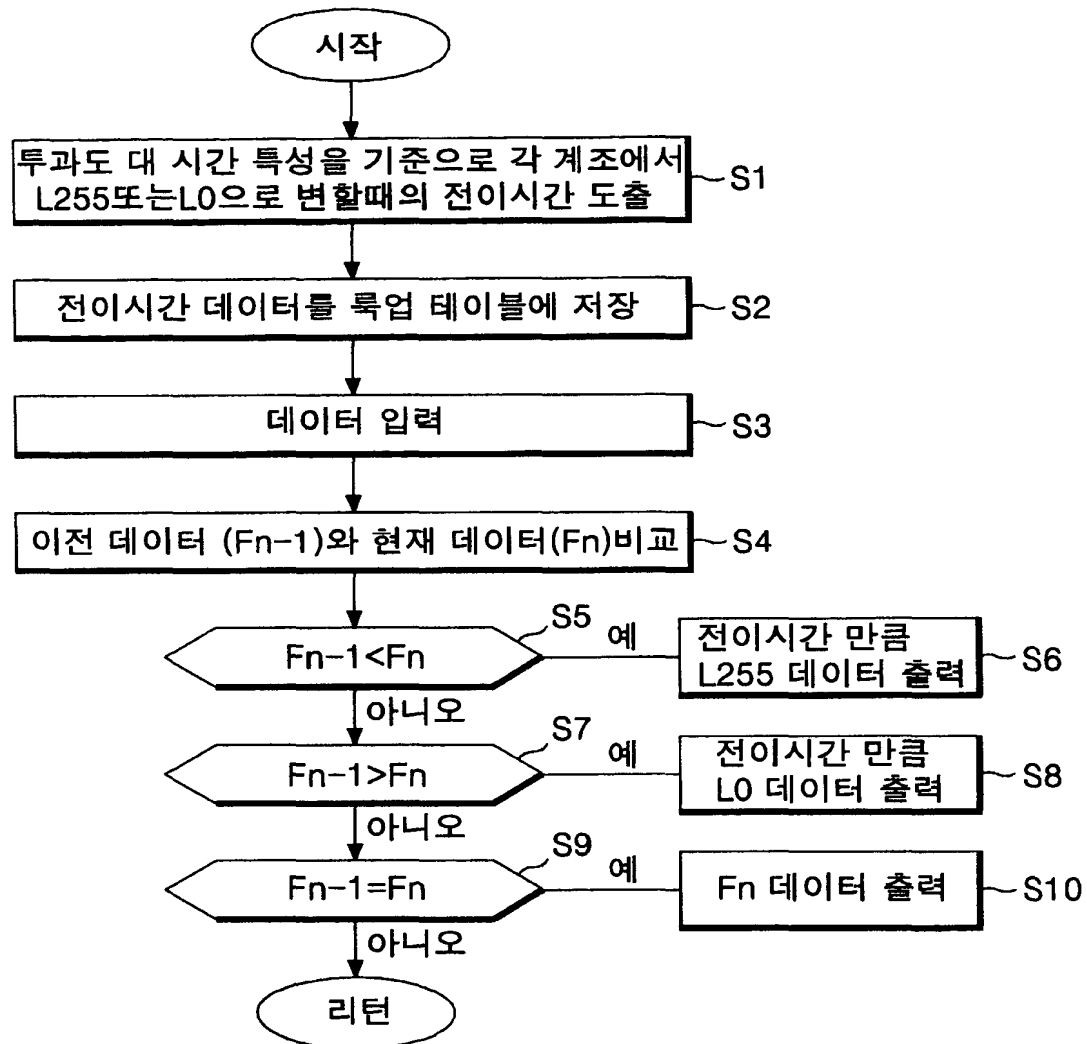 시작
투과도 대 시간 특성을 기준으로 각 계조에서
L255또는L0으로 변할때의 전이시간 도출
S1
전이시간 데이터를 룩업 테이블에 저장
S2
데이터 입력
S3
이전 데이터 (Fn-1)와 현재 데이터(Fn)비교
S4
S5
Fn-1<Fn
예
전이시간 만큼
L255 데이터 출력
S6
아니오
S7
Fn-1>Fn
예
전이시간 만큼
L0 데이터 출력
S8
아니오
S9
Fn-1=Fn
예
Fn 데이터 출력
S10
아니오
리턴